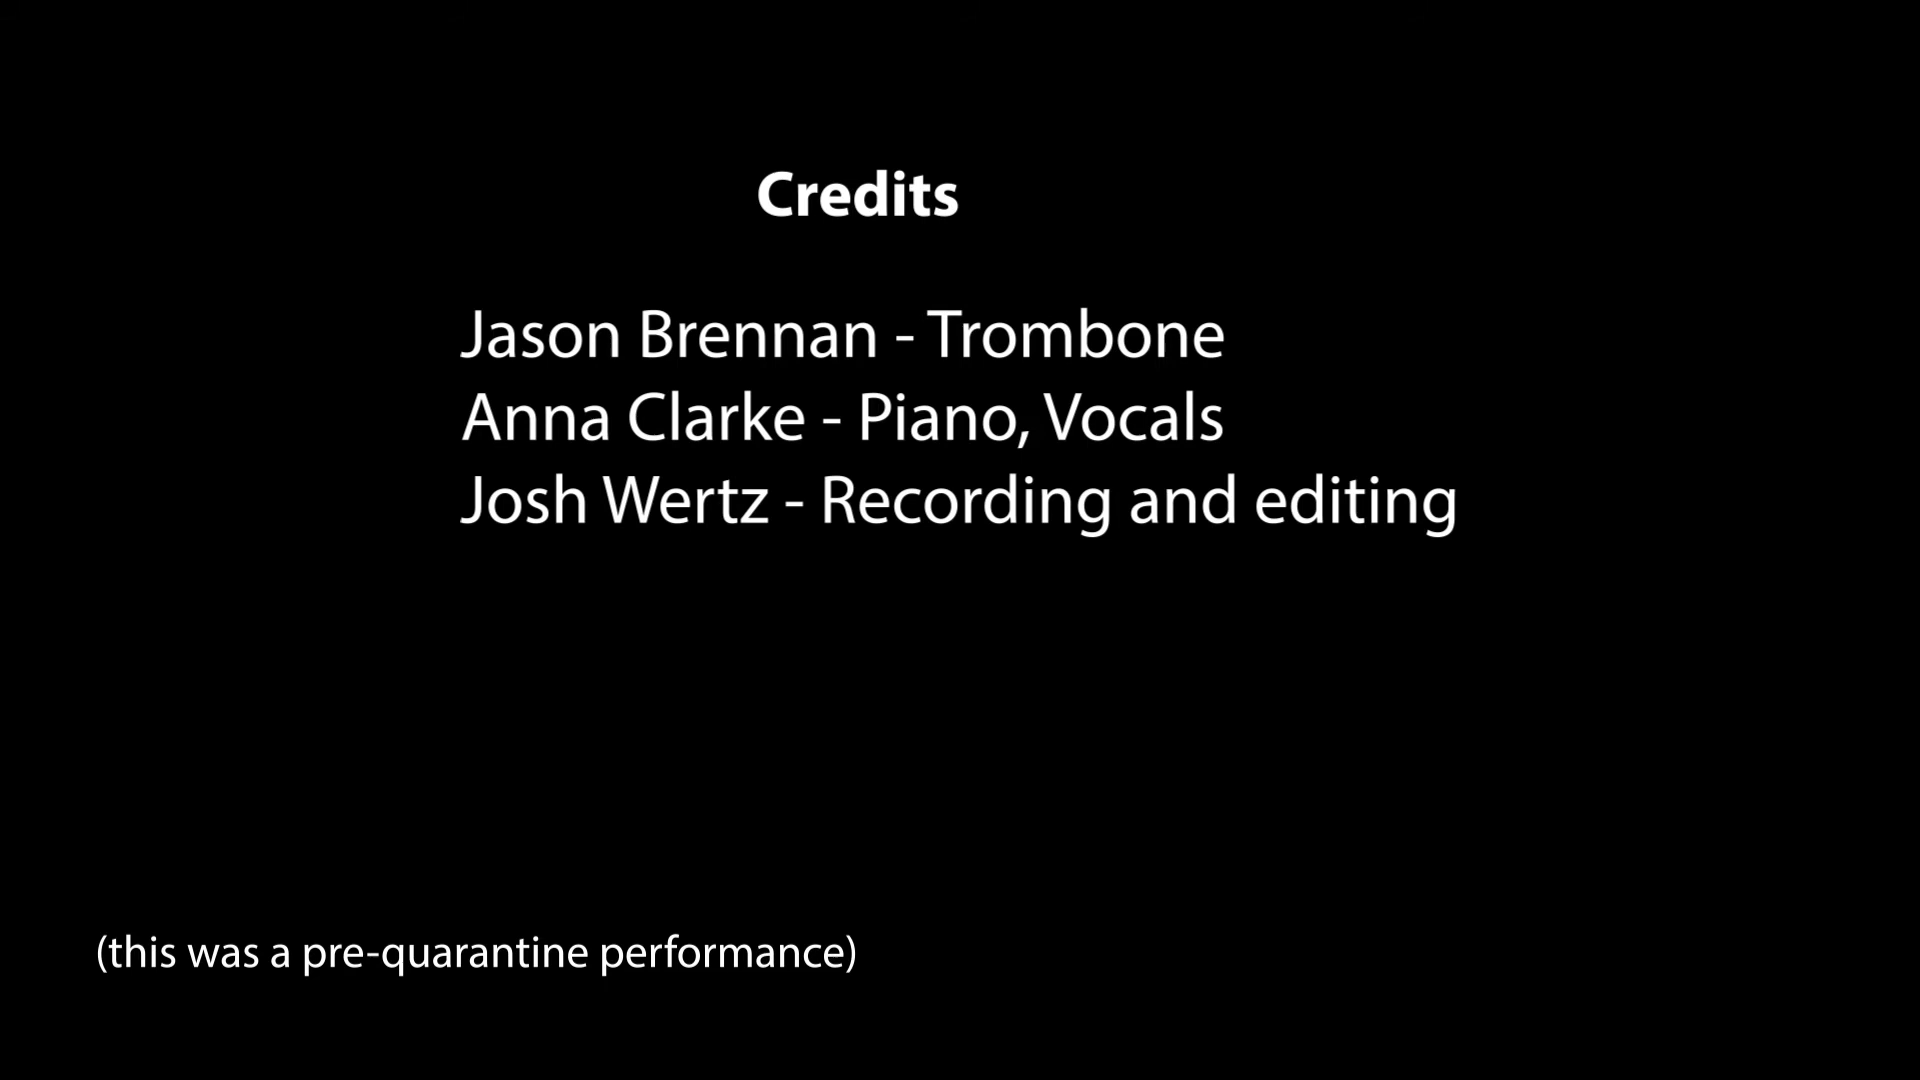 Credits
Jason Brennan - Trombone
Anna Clarke - Piano, Vocals
Josh Wertz - Recording and editing
(this was a pre-quarantine performance)